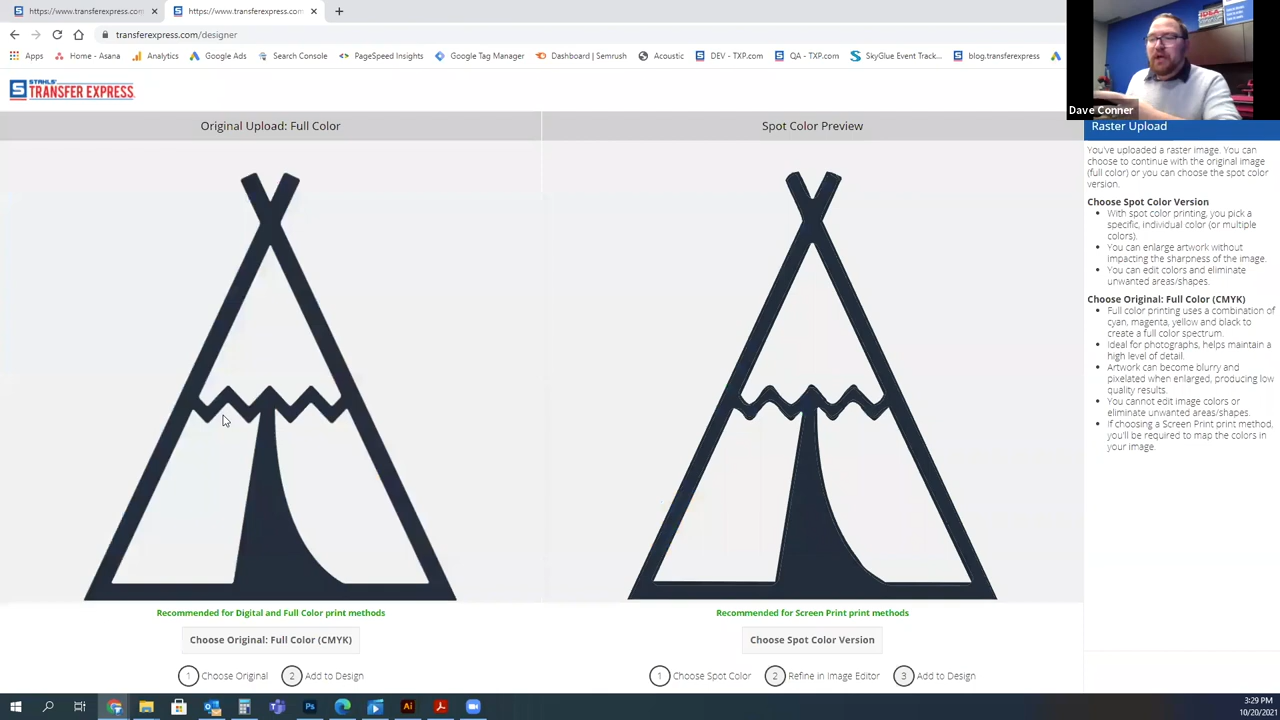 https://www.transferexpress.com
https://www.transferexpress.com
transferexpress.com/designer
Apps
Home - Asana
Analytics
Google Ads
Search Console
PageSpeed Insights
Google Tag Manager
Dashboard | Semrush
Acoustic
DEV - TXP.com
QA - TXP.com
SkyGlue Event Track...
blog.transferexpress
STAHLS'
TRANSFER EXPRESS
IDEAS
Dave Conner
Original Upload: Full Color
Spot Color Preview
Raster Upload
You've uploaded a raster image. You can
choose to continue with the original image
(full color) or you can choose the spot color
version.
Choose Spot Color Version
With spot color printing, you pick a
specific, individual color (or multiple
colors).
You can enlarge artwork without
impacting the sharpness of the image.
You can edit colors and eliminate
unwanted areas/shapes.
Choose Original: Full Color (CMYK)
Full color printing uses a combination of
cyan, magenta, yellow and black to
create a full color spectrum.
Ideal for photographs, helps maintain a
high level of detail.
Artwork can become blurry and
pixelated when enlarged, producing low
quality results.
You cannot edit image colors or
eliminate unwanted areas/shapes.
If choosing a Screen Print print method,
you'll be required to map the colors in
your image.
Recommended for Digital and Full Color print methods
Recommended for Screen Print print methods
Choose Original: Full Color (CMYK)
Choose Spot Color Version
1 Choose Original 2 Add to Design
1 Choose Spot Color 2 Refine in Image Editor 3 Add to Design
3:29 PM
10/20/2021